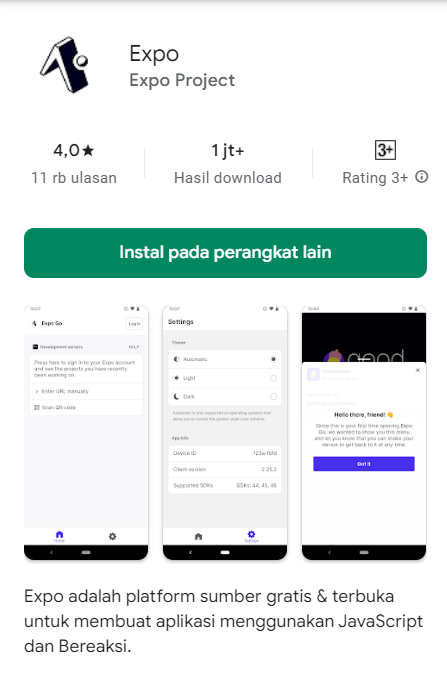 Expo
Expo Project
4,0★
11 rb ulasan
1 jt+
Hasil download
3+
Rating 3+
Instal pada perangkat lain
10:27
Expo Go
Log In
Development servers
HELP
Press here to sign in to your Expo account
and see the projects you have recently
been working on.
Enter URL manually
Scan QR code
Home
10:27
Settings
Theme
Automatic
Light
Dark
Automatic is only supported on operating systems that
allow you to control the system-wide color scheme.
App Info
Device ID
Client version
2.25.2
Supported SDKs
SDKs: 44, 45, 46
Settings
Hello there, friend! 👋
Since this is your first time opening Expo
Go, we wanted to show you this menu
and let you know that you can shake your
device to get back to it at any time.
Got it
Expo adalah platform sumber gratis & terbuka
untuk membuat aplikasi menggunakan JavaScript
dan Bereaksi.